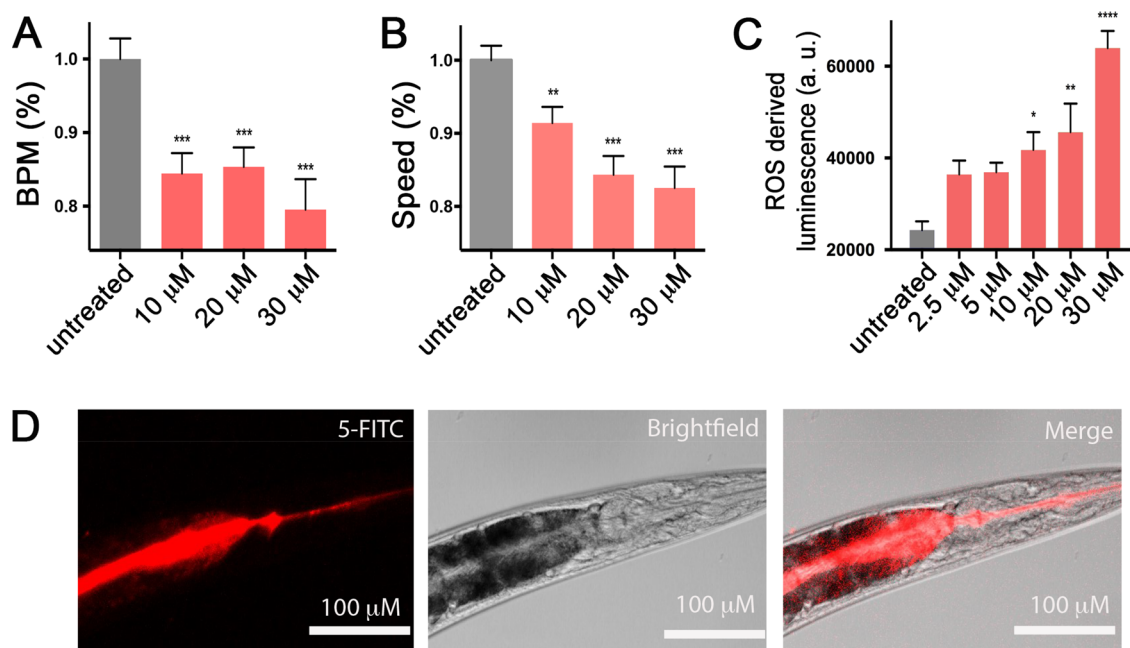 A
BPM (%)
1.0
0.9
0.8
***
***
***
untreated
10 μM
20 μM
30 μM
B
Speed (%)
1.0
0.9
0.8
**
***
***
untreated
10 μM
20 μM
30 μM
C
ROS derived
luminescence (a. u.)
60000
40000
20000
*
**
****
untreated
2.5 μM
5 μM
10 μM
20 μM
30 μM
D
5-FITC
100 μM
Brightfield
100 μM
Merge
100 μM